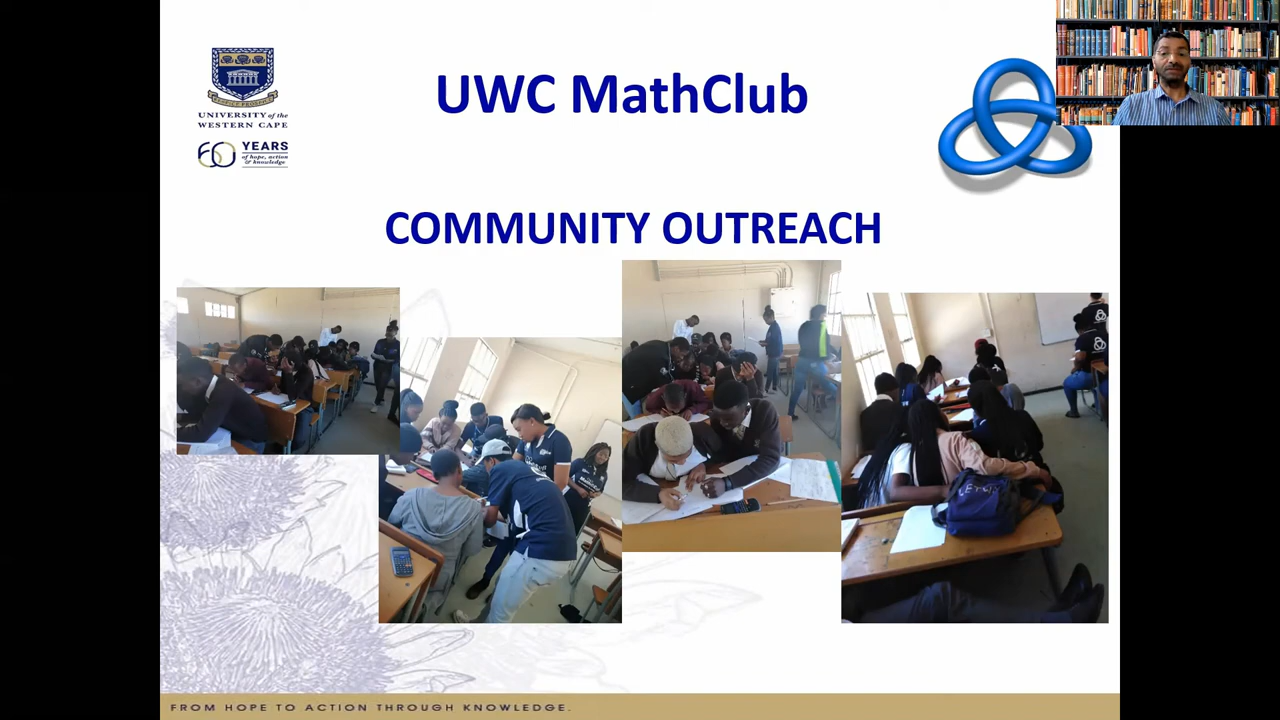 UNIVERSITY of the
WESTERN CAPE
60 YEARS
of hope, action
& knowledge
UWC MathClub
COMMUNITY OUTREACH
FROM HOPE TO ACTION THROUGH KNOWLEDGE.